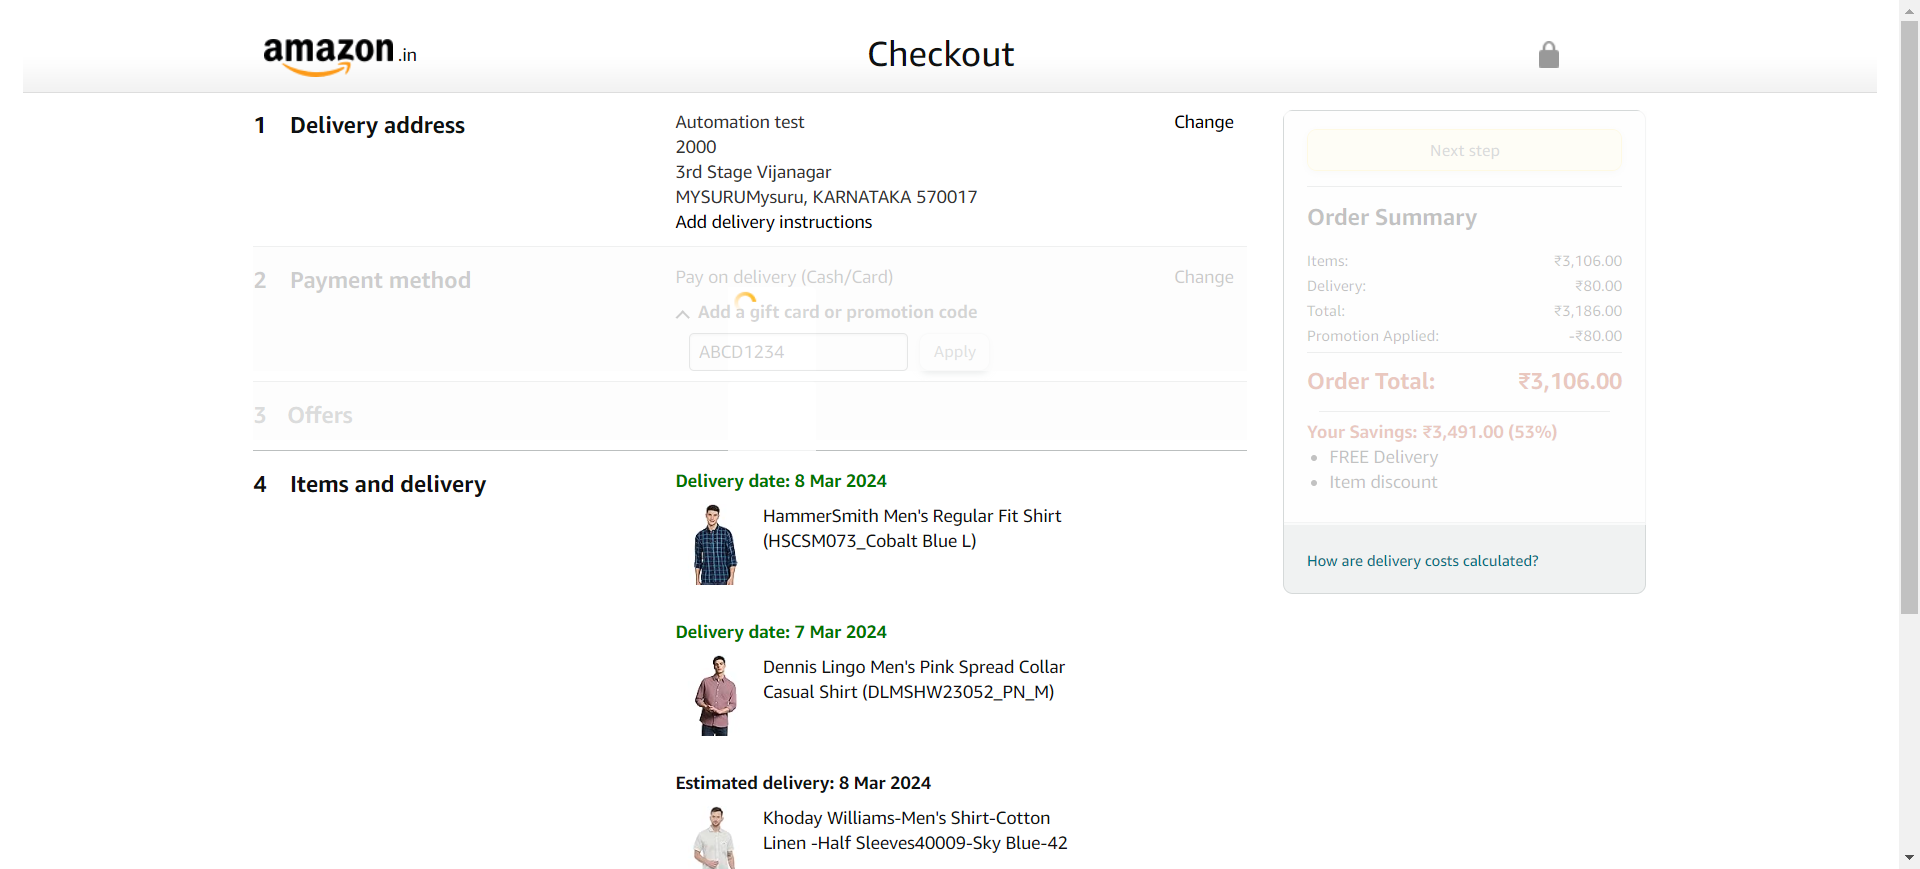 amazon.in
Checkout
1 Delivery address
Automation test
2000
3rd Stage Vijanagar
MYSURUMysuru, KARNATAKA 570017
Add delivery instructions
Change
2 Payment method
Pay on delivery (Cash/Card)
Change
Add a gift card or promotion code
ABCD1234
Apply
3 Offers
4 Items and delivery
Delivery date: 8 Mar 2024
HammerSmith Men's Regular Fit Shirt
(HSCSM073_Cobalt Blue L)
Delivery date: 7 Mar 2024
Dennis Lingo Men's Pink Spread Collar
Casual Shirt (DLMSHW23052_PN_M)
Estimated delivery: 8 Mar 2024
Khoday Williams-Men's Shirt-Cotton
Linen -Half Sleeves40009-Sky Blue-42
Next step
Order Summary
Items: ₹3,106.00
Delivery: ₹80.00
Total: ₹3,186.00
Promotion Applied: -₹80.00
Order Total: ₹3,106.00
Your Savings: ₹3,491.00 (53%)
FREE Delivery
Item discount
How are delivery costs calculated?